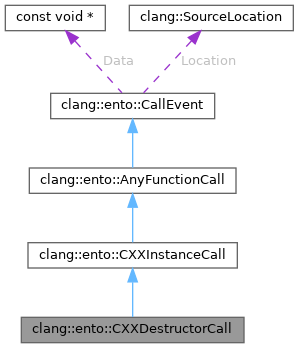 const void *
clang::SourceLocation
Data
Location
clang::ento::CallEvent
clang::ento::AnyFunctionCall
clang::ento::CXXInstanceCall
clang::ento::CXXDestructorCall